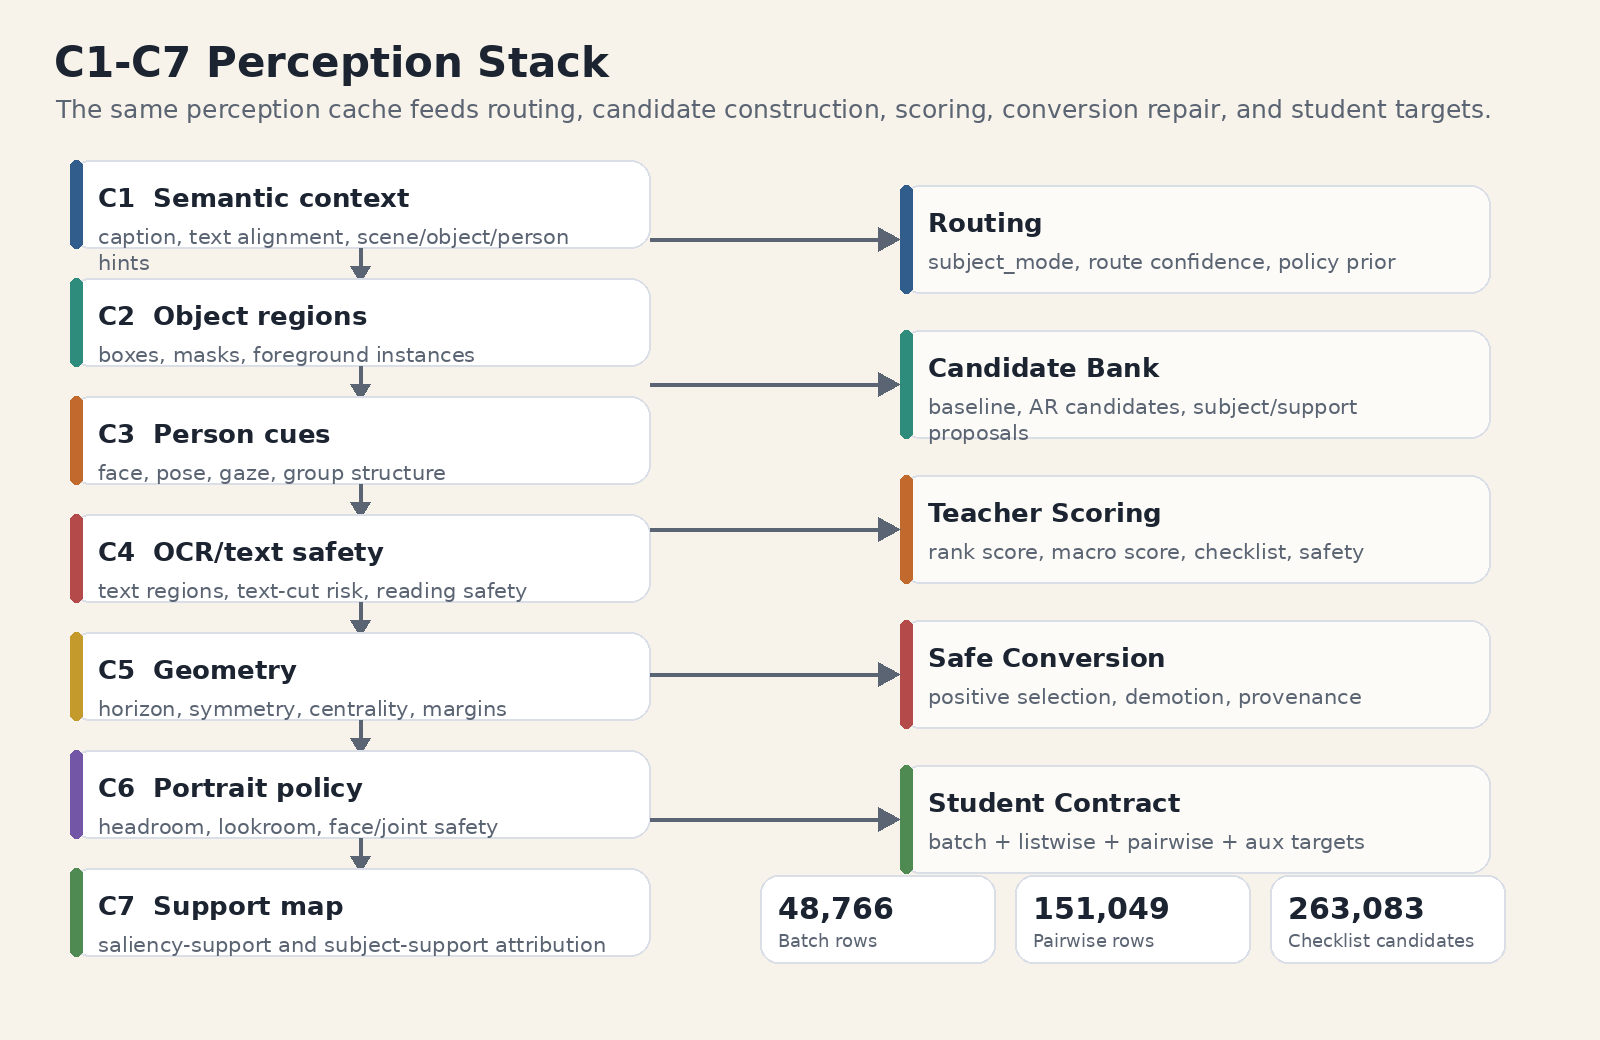 C1-C7 Perception Stack
The same perception cache feeds routing, candidate construction, scoring, conversion repair, and student targets.
C1 Semantic context
caption, text alignment, scene/object/person
hints
C2 Object regions
boxes, masks, foreground instances
C3 Person cues
face, pose, gaze, group structure
C4 OCR/text safety
text regions, text-cut risk, reading safety
C5 Geometry
horizon, symmetry, centrality, margins
C6 Portrait policy
headroom, lookroom, face/joint safety
C7 Support map
saliency-support and subject-support attribution
Routing
subject_mode, route confidence, policy prior
Candidate Bank
baseline, AR candidates, subject/support
proposals
Teacher Scoring
rank score, macro score, checklist, safety
Safe Conversion
positive selection, demotion, provenance
Student Contract
batch + listwise + pairwise + aux targets
48,766
Batch rows
151,049
Pairwise rows
263,083
Checklist candidates